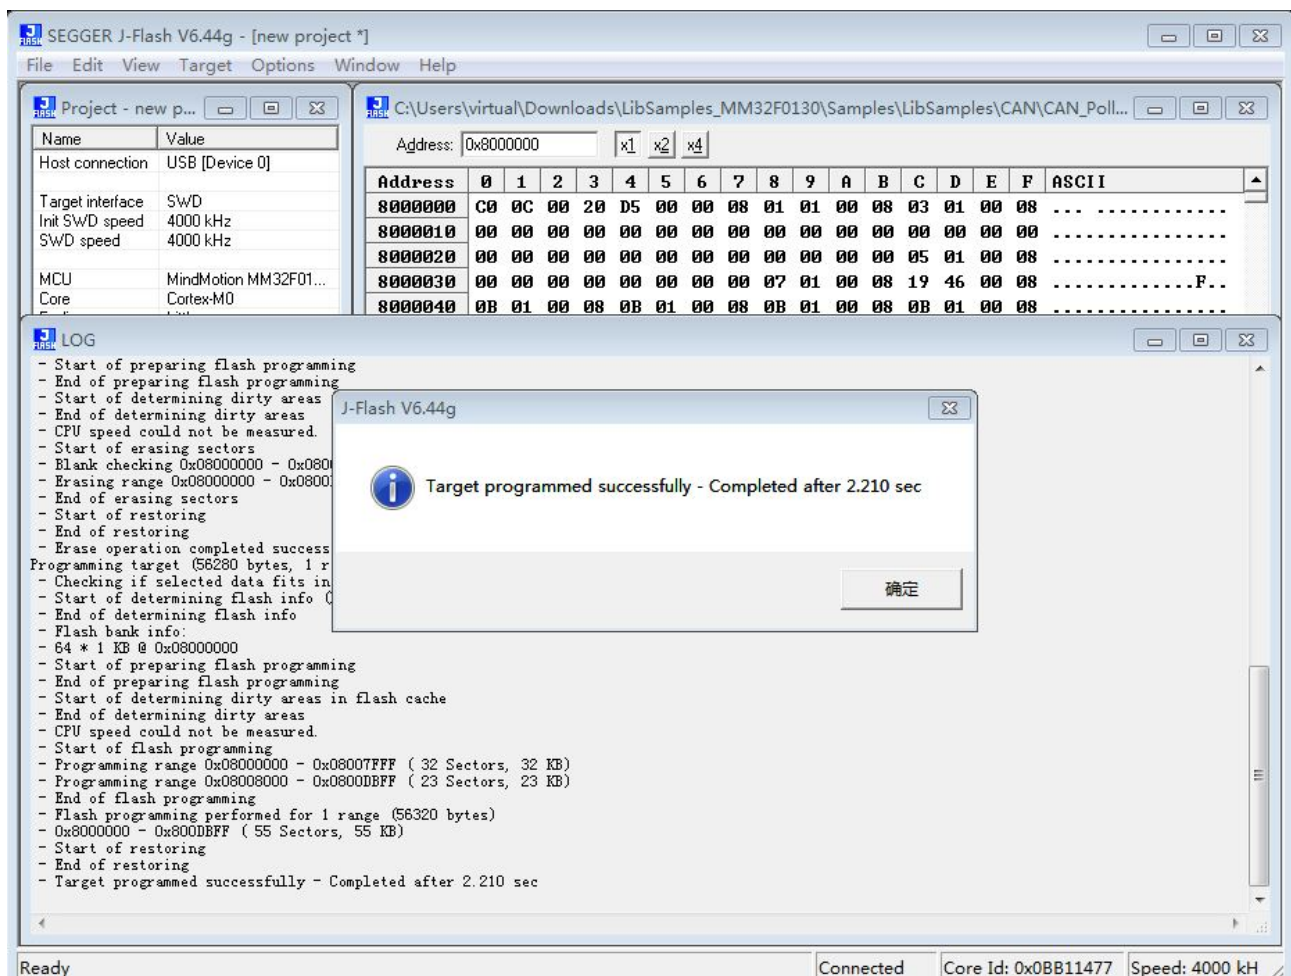 SEGGER J-Flash V6.44g - [new project *]
File Edit View Target Options Window Help
Project - new p...
Name Value
Host connection USB [Device 0]
Target interface SWD
Init SWD speed 4000 kHz
SWD speed 4000 kHz
MCU MindMotion MM32F01...
Core Cortex-M0
C:\Users\virtual\Downloads\LibSamples_MM32F0130\Samples\LibSamples\CAN\CAN_Poll...
Address: 0x8000000 x1 x2 x4
Address 0 1 2 3 4 5 6 7 8 9 A B C D E F ASCII
8000000 C0 0C 00 20 D5 00 00 08 01 01 00 08 03 01 00 08 ... ............
8000010 00 00 00 00 00 00 00 00 00 00 00 00 00 00 00 00 ................
8000020 00 00 00 00 00 00 00 00 00 00 00 00 05 01 00 08 ................
8000030 00 00 00 00 00 00 00 00 07 01 00 08 19 46 00 08 .............F..
8000040 0B 01 00 08 0B 01 00 08 0B 01 00 08 0B 01 00 08 ................
LOG
- Start of preparing flash programming
- End of preparing flash programming
- Start of determining dirty areas
- End of determining dirty areas
- CPU speed could not be measured.
- Start of erasing sectors
- Blank checking 0x08000000 - 0x080
- Erasing range 0x08000000 - 0x0800
- End of erasing sectors
- Start of restoring
- End of restoring
- Erase operation completed success
Programming target (56280 bytes, 1 r
- Checking if selected data fits in
- Start of determining flash info (
- End of determining flash info
- Flash bank info:
- 64 * 1 KB @ 0x08000000
- Start of preparing flash programming
- End of preparing flash programming
- Start of determining dirty areas in flash cache
- End of determining dirty areas
- CPU speed could not be measured.
- Start of flash programming
- Programming range 0x08000000 - 0x08007FFF ( 32 Sectors, 32 KB)
- Programming range 0x08008000 - 0x0800DBFF ( 23 Sectors, 23 KB)
- End of flash programming
- Flash programming performed for 1 range (56320 bytes)
- 0x8000000 - 0x800DBFF ( 55 Sectors, 55 KB)
- Start of restoring
- End of restoring
- Target programmed successfully - Completed after 2.210 sec
J-Flash V6.44g
Target programmed successfully - Completed after 2.210 sec
确定
Ready Connected Core Id: 0x0BB11477 Speed: 4000 kH